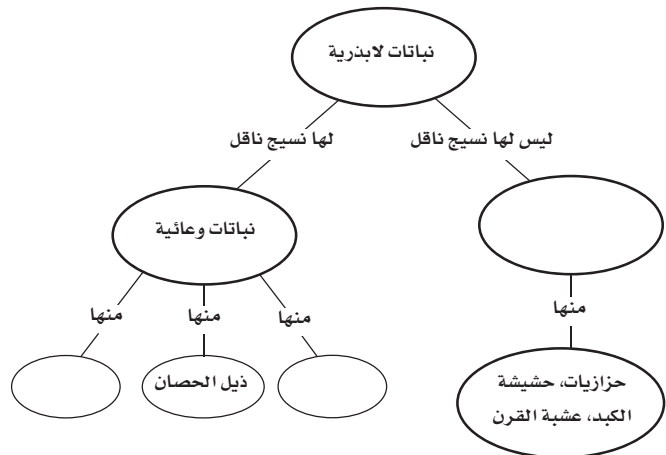 نباتات لابذرية
ليس لها نسيج ناقل
لها نسيج ناقل
نباتات وعائية
منها
منها
منها
منها
ذيل الحصان
حزازيات، حشيشة
الكبد، عشبة القرن